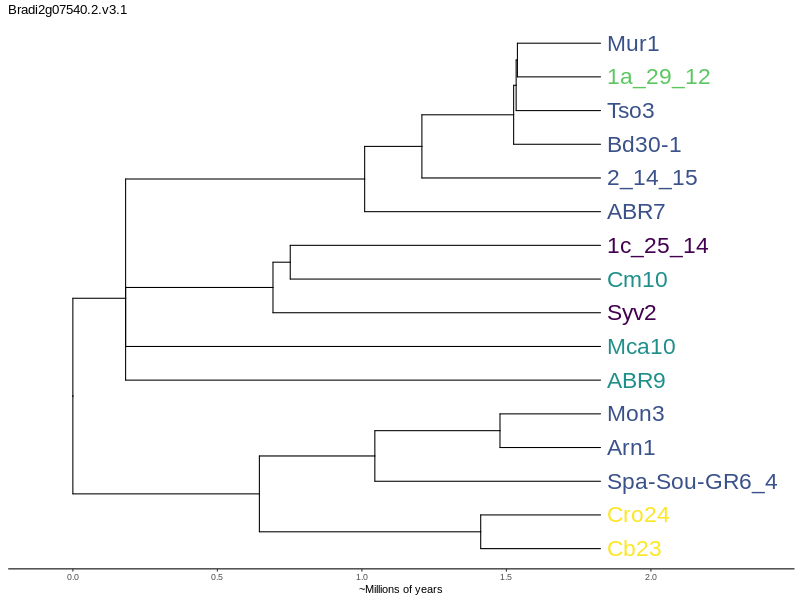 Bradi2g07540.2.v3.1
Mur1
1a_29_12
Tso3
Bd30-1
2_14_15
ABR7
1c_25_14
Cm10
Syv2
Mca10
ABR9
Mon3
Arn1
Spa-Sou-GR6_4
Cro24
Cb23
0.0 0.5 1.0 1.5 2.0
~Millions of years